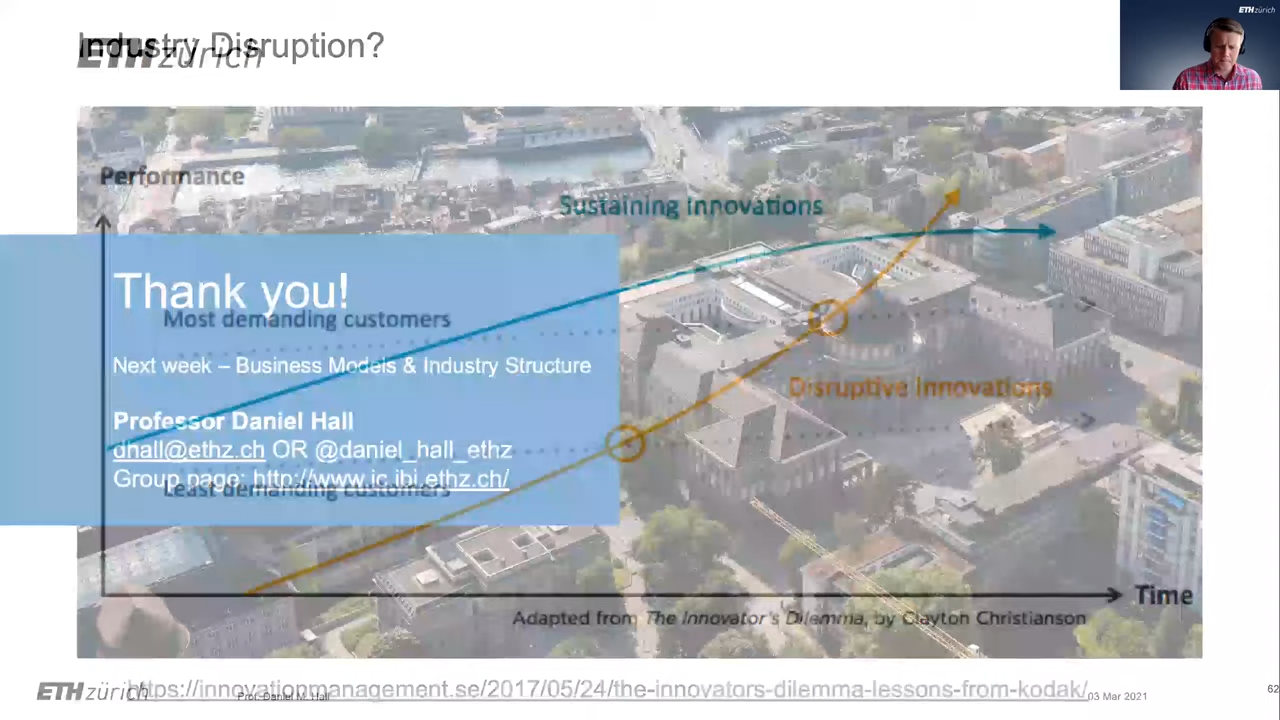 ETH zürich
Industry Disruption?
ETH zürich
Performance
Sustaining Innovations
Thank you!
Most demanding customers
Next week – Business Models & Industry Structure
Disruptive Innovations
Professor Daniel Hall
dhall@ethz.ch OR @daniel_hall_ethz
Group page: http://www.ic.ibi.ethz.ch/
Least demanding customers
Time
Adapted from The Innovator's Dilemma, by Clayton Christianson
https://innovationmanagement.se/2017/05/24/the-innovators-dilemma-lessons-from-kodak/
ETH zürich
Prof. Daniel M. Hall
03 Mar 2021
62